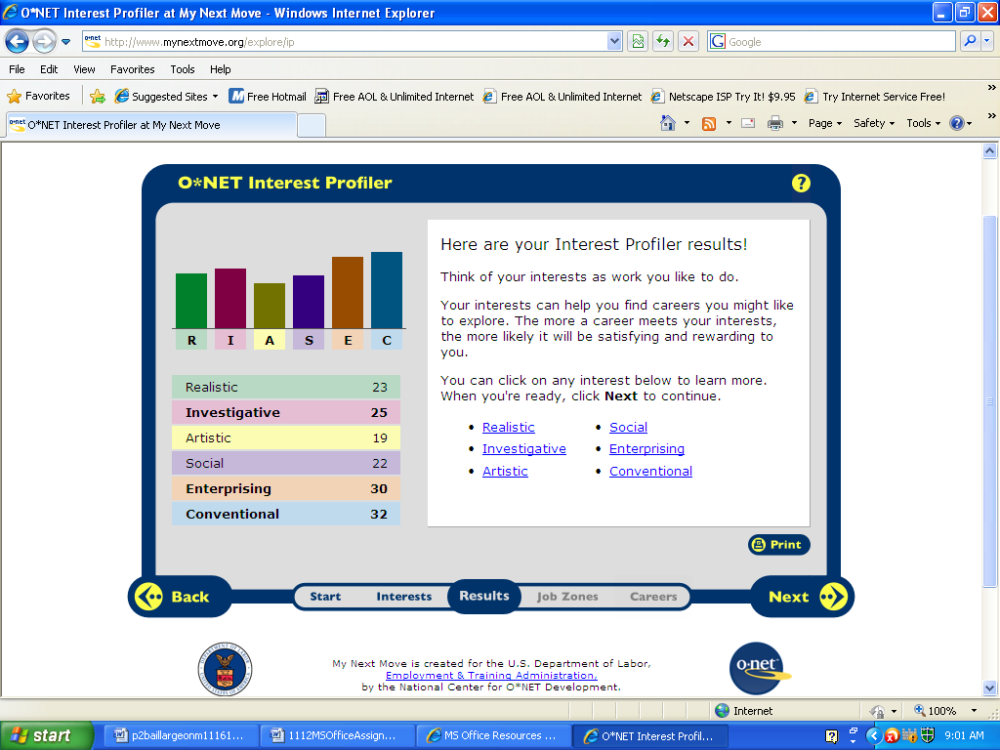 O*NET Interest Profiler at My Next Move - Windows Internet Explorer
http://www.mynextmove.org/explore/ip
Google
File Edit View Favorites Tools Help
Favorites Suggested Sites Free Hotmail Free AOL & Unlimited Internet Free AOL & Unlimited Internet Netscape ISP Try It! $9.95 Try Internet Service Free!
O*NET Interest Profiler at My Next Move
Page Safety Tools
O*NET Interest Profiler
?
R I A S E C
Realistic 23
Investigative 25
Artistic 19
Social 22
Enterprising 30
Conventional 32
Here are your Interest Profiler results!
Think of your interests as work you like to do.
Your interests can help you find careers you might like
to explore. The more a career meets your interests,
the more likely it will be satisfying and rewarding to
you.
You can click on any interest below to learn more.
When you're ready, click Next to continue.
• Realistic • Social
• Investigative • Enterprising
• Artistic • Conventional
Print
Back Start Interests Results Job Zones Careers Next
My Next Move is created for the U.S. Department of Labor,
Employment & Training Administration,
by the National Center for O*NET Development.
o·net
Internet 100%
start p2baillargeonm11161... 1112MSOfficeAssign... MS Office Resources ... O*NET Interest Profil... 9:01 AM